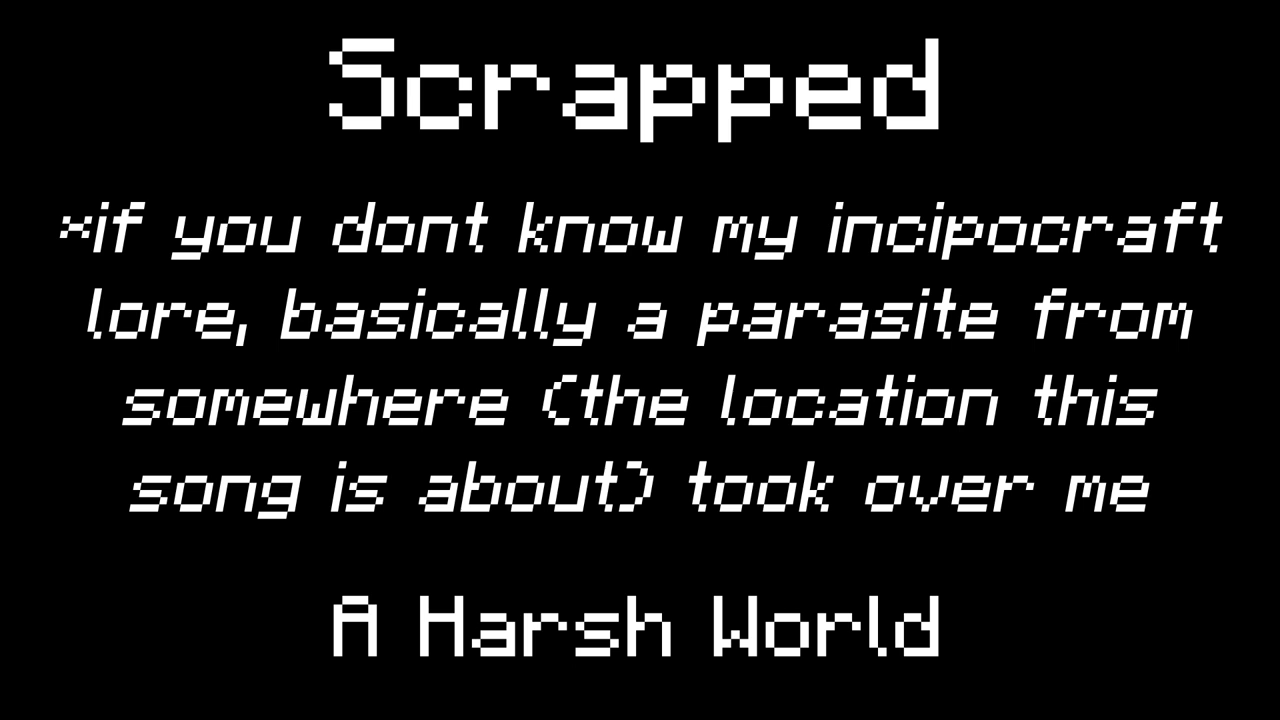 Scrapped
*if you dont know my incipocraft
lore, basically a parasite from
somewhere (the location this
song is about) took over me
A Harsh World